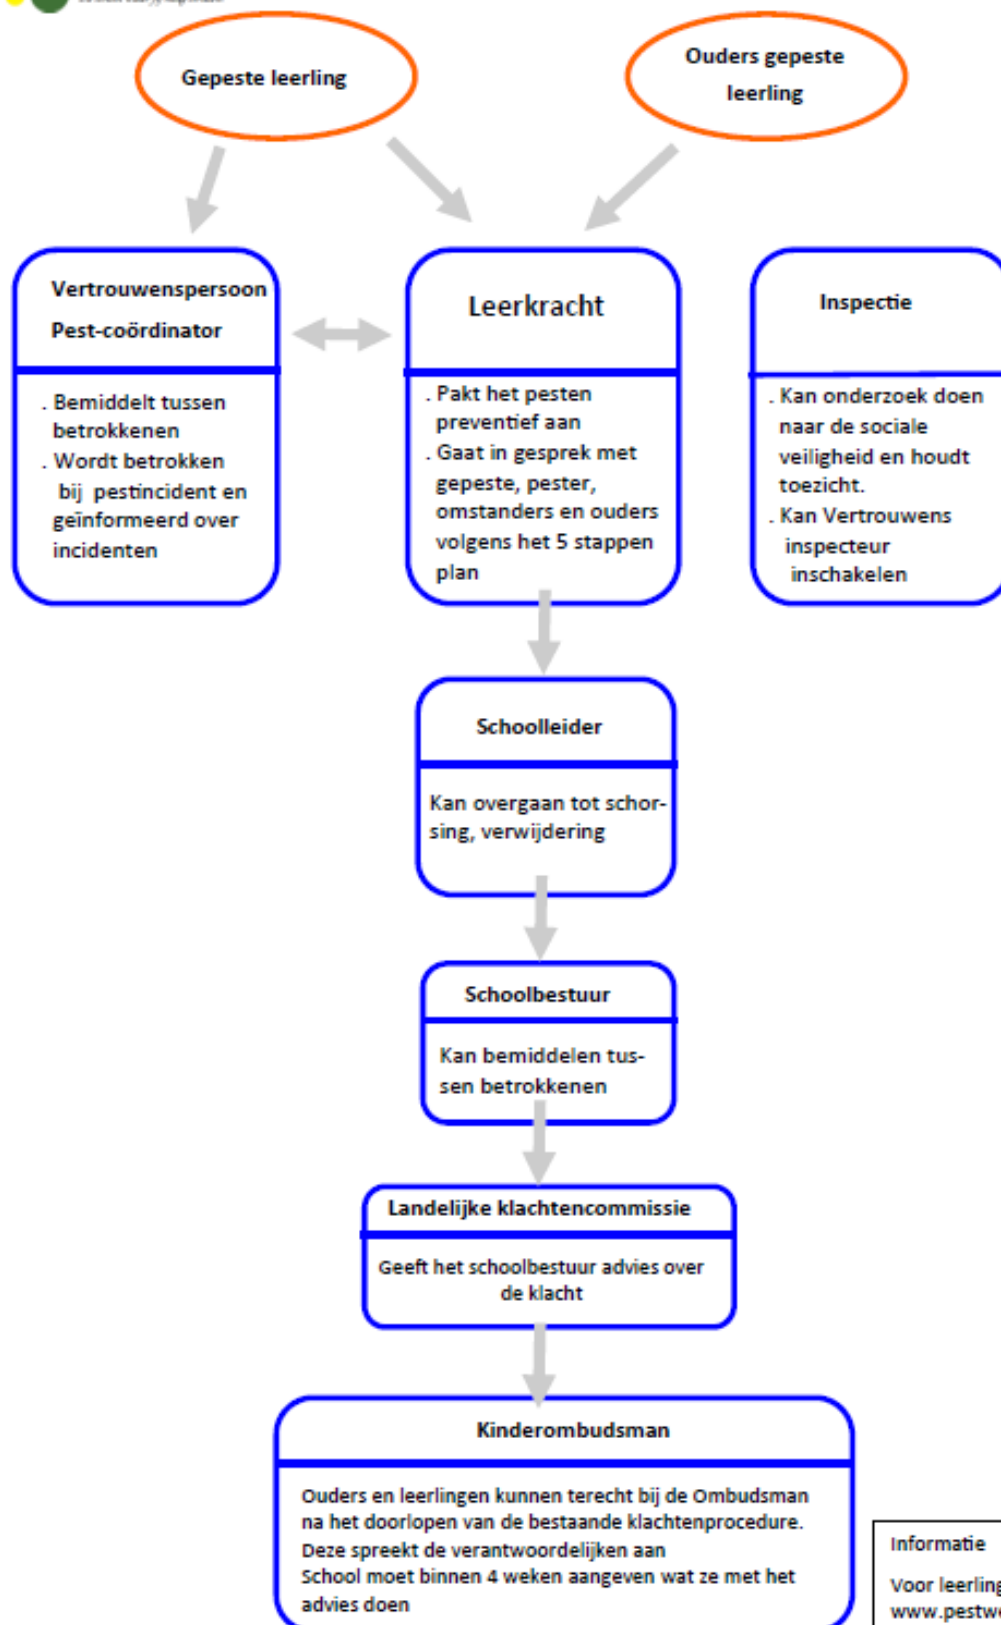 Gepeste leerling
Ouders gepeste
leerling
Vertrouwenspersoon
Pest-coördinator
. Bemiddelt tussen
betrokkenen
. Wordt betrokken
bij pestincident en
geïnformeerd over
incidenten
Leerkracht
. Pakt het pesten
preventief aan
. Gaat in gesprek met
gepeste, pester,
omstanders en ouders
volgens het 5 stappen
plan
Inspectie
. Kan onderzoek doen
naar de sociale
veiligheid en houdt
toezicht.
. Kan Vertrouwens
inspecteur
inschakelen
Schoolleider
Kan overgaan tot schor-
sing, verwijdering
Schoolbestuur
Kan bemiddelen tus-
sen betrokkenen
Landelijke klachtencommissie
Geeft het schoolbestuur advies over
de klacht
Kinderombudsman
Ouders en leerlingen kunnen terecht bij de Ombudsman
na het doorlopen van de bestaande klachtenprocedure.
Deze spreekt de verantwoordelijken aan
School moet binnen 4 weken aangeven wat ze met het
advies doen
Informatie
Voor leerling
www.pestwe